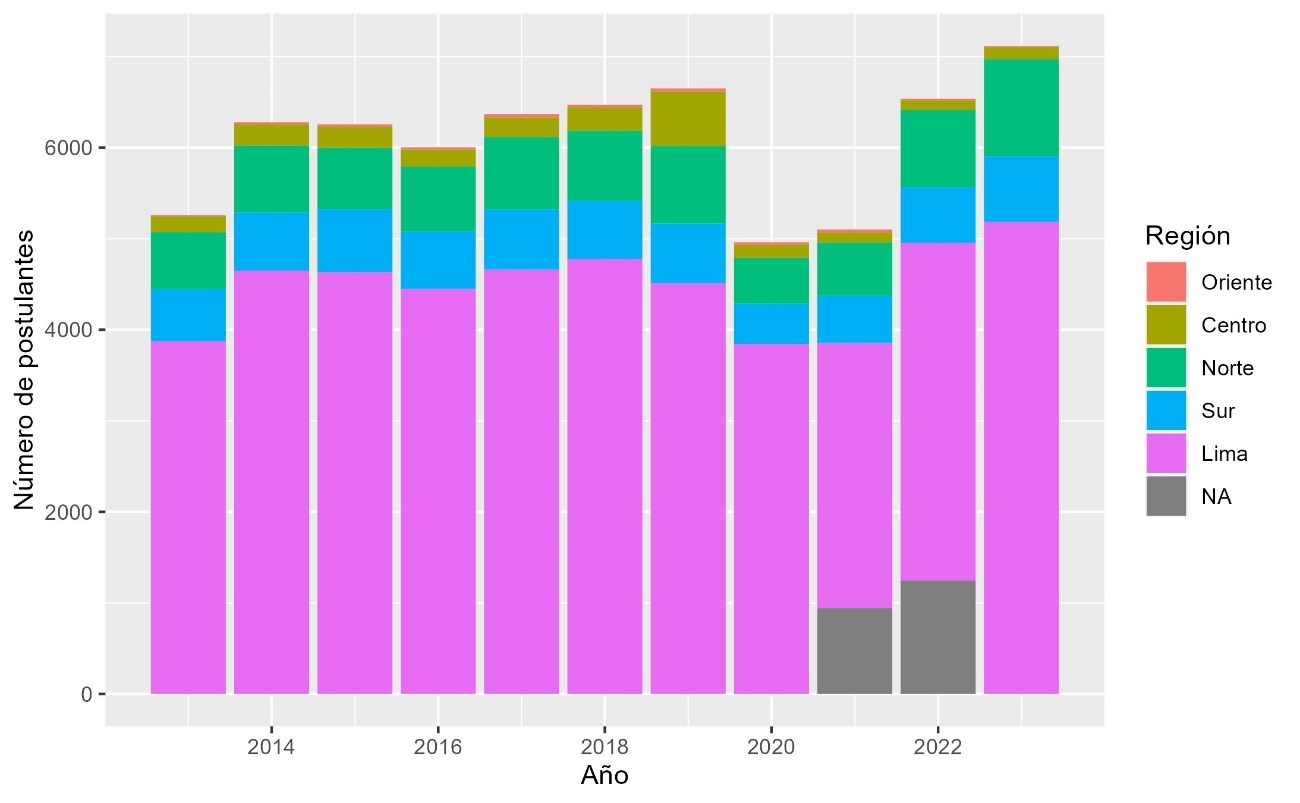 Número de postulantes
6000
4000
2000
0
2014
2016
2018
2020
2022
Año
Región
Oriente
Centro
Norte
Sur
Lima
NA